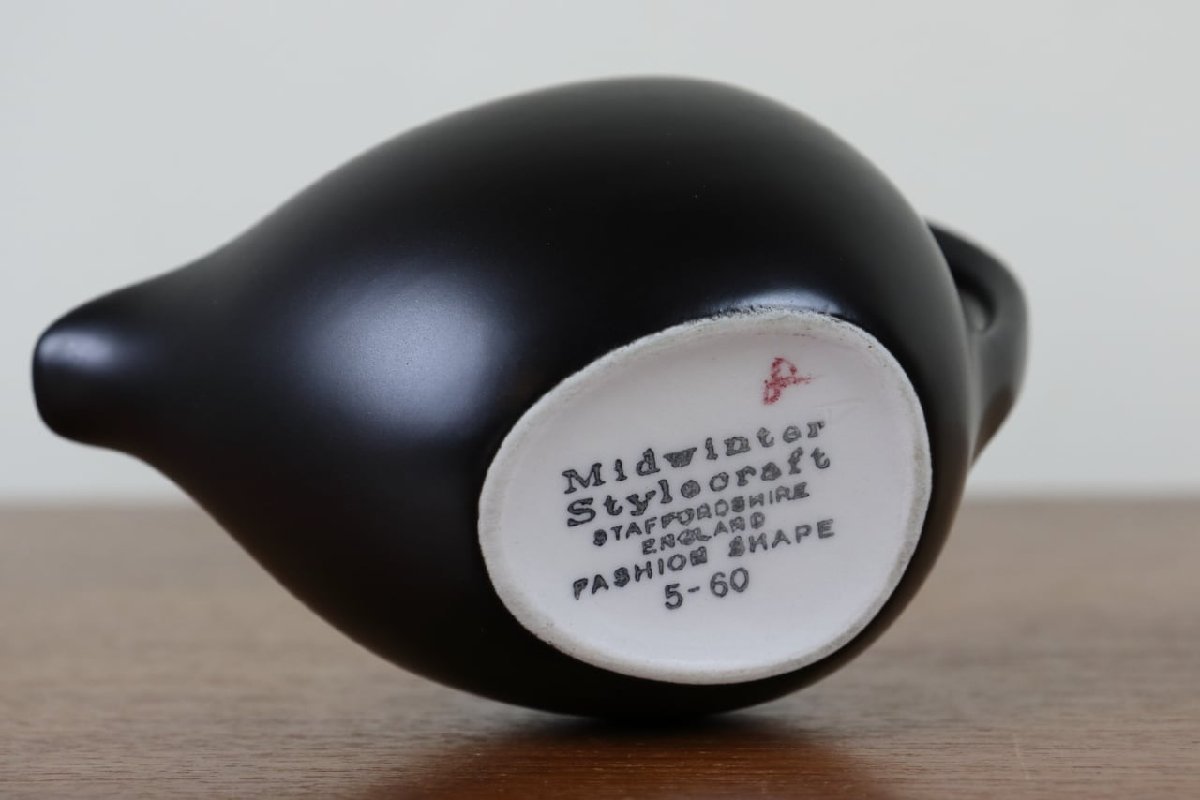 Midwinter
Stylecraft
STAFFORDSHIRE
ENGLAND
FASHION SHAPE
5-60